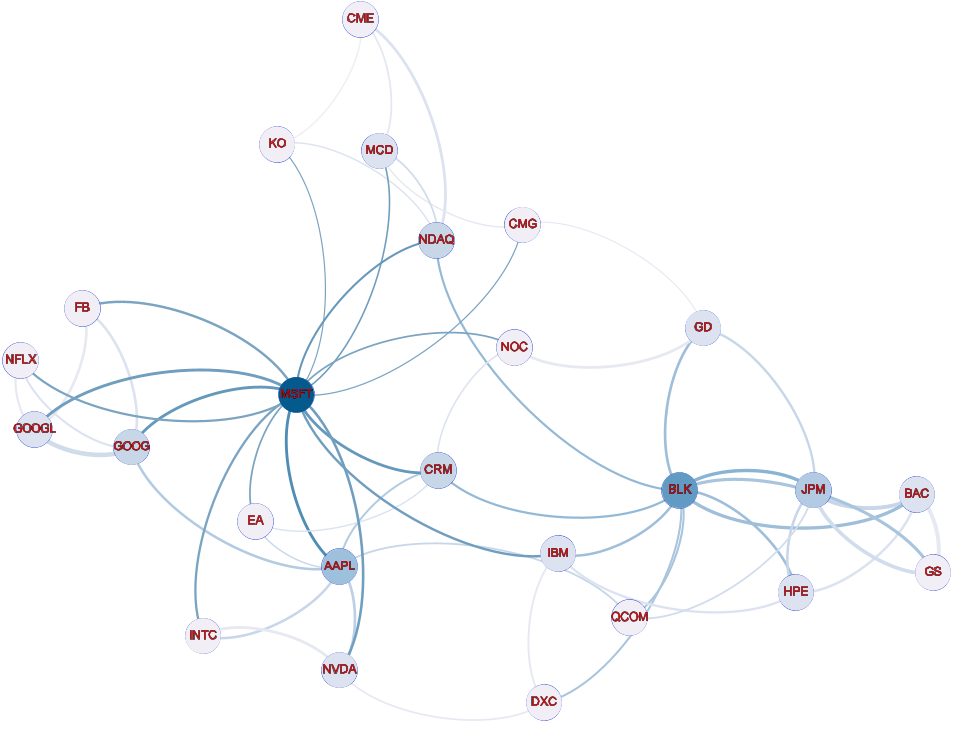 CME
KO
MCD
CMG
NDAQ
FB
GD
NOC
NFLX
MSFT
GOOGL
GOOG
CRM
BLK
JPM
BAC
EA
IBM
AAPL
GS
HPE
QCOM
INTC
NVDA
DXC